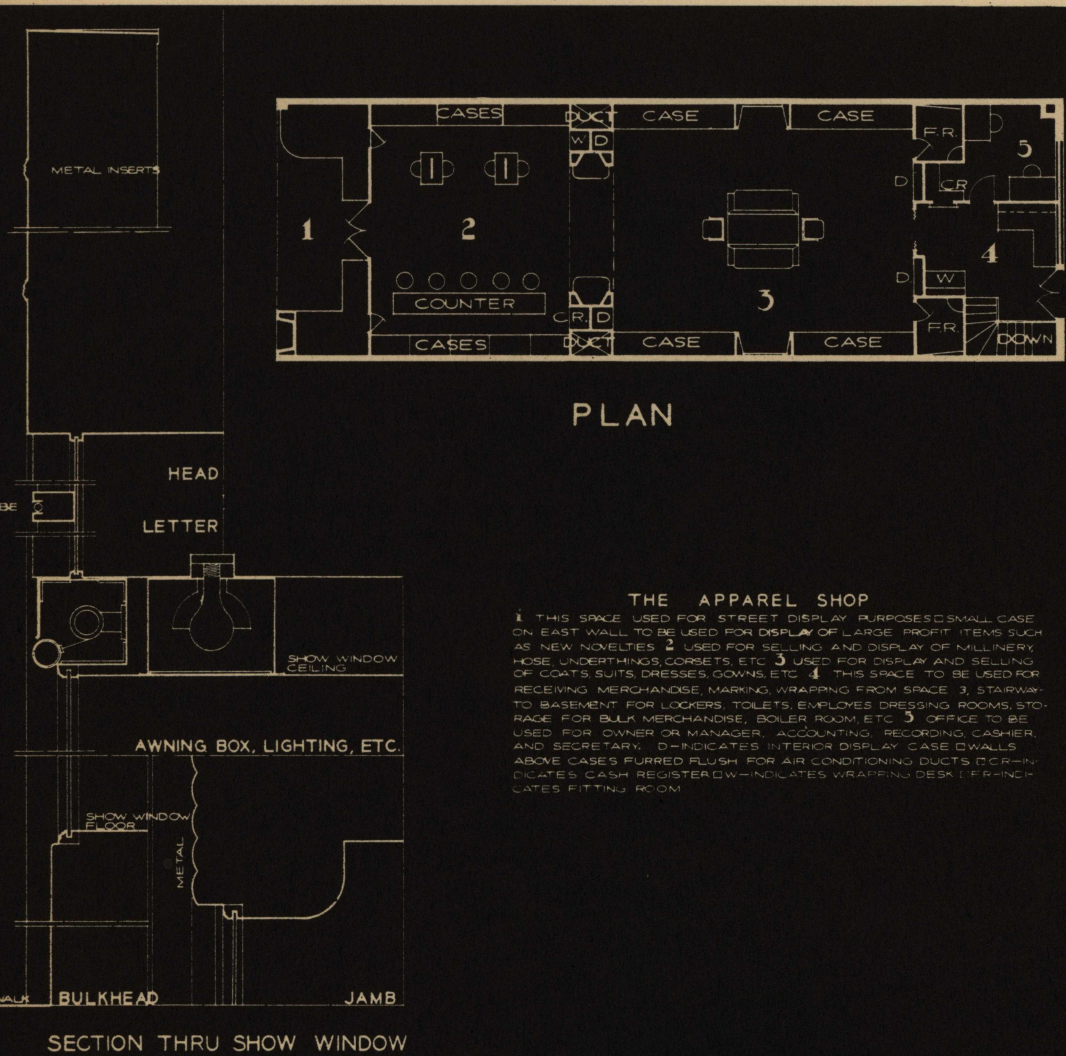 METAL INSERTS
HEAD
BE
LETTER
SHOW WINDOW
CEILING
AWNING BOX, LIGHTING, ETC.
SHOW WINDOW
FLOOR
METAL
BULKHEAD
JAMB
SECTION THRU SHOW WINDOW
CASES
DUCT
CASE
CASE
W
D
F.R.
5
D
CR
1
2
3
4
D
W
COUNTER
C.R.
D
F.R.
CASES
DUCT
CASE
CASE
DOWN
PLAN
THE APPAREL SHOP
1 THIS SPACE USED FOR STREET DISPLAY PURPOSES□SMALL CASE
ON EAST WALL TO BE USED FOR DISPLAY OF LARGE PROFIT ITEMS SUCH
AS NEW NOVELTIES 2 USED FOR SELLING AND DISPLAY OF MILLINERY,
HOSE, UNDERTHINGS, CORSETS, ETC 3 USED FOR DISPLAY AND SELLING
OF COATS, SUITS, DRESSES, GOWNS, ETC 4 THIS SPACE TO BE USED FOR
RECEIVING MERCHANDISE, MARKING, WRAPPING FROM SPACE 3, STAIRWAY-
TO BASEMENT FOR LOCKERS, TOILETS, EMPLOYES DRESSING ROOMS, STO-
RAGE FOR BULK MERCHANDISE, BOILER ROOM, ETC 5 OFFICE TO BE
USED FOR OWNER OR MANAGER, ACCOUNTING, RECORDING, CASHIER,
AND SECRETARY. D-INDICATES INTERIOR DISPLAY CASE □WALLS
ABOVE CASES FURRED FLUSH FOR AIR CONDITIONING DUCTS □CR-IN-
DICATES CASH REGISTER□W-INDICATES WRAPPING DESK □FR-INDI-
CATES FITTING ROOM